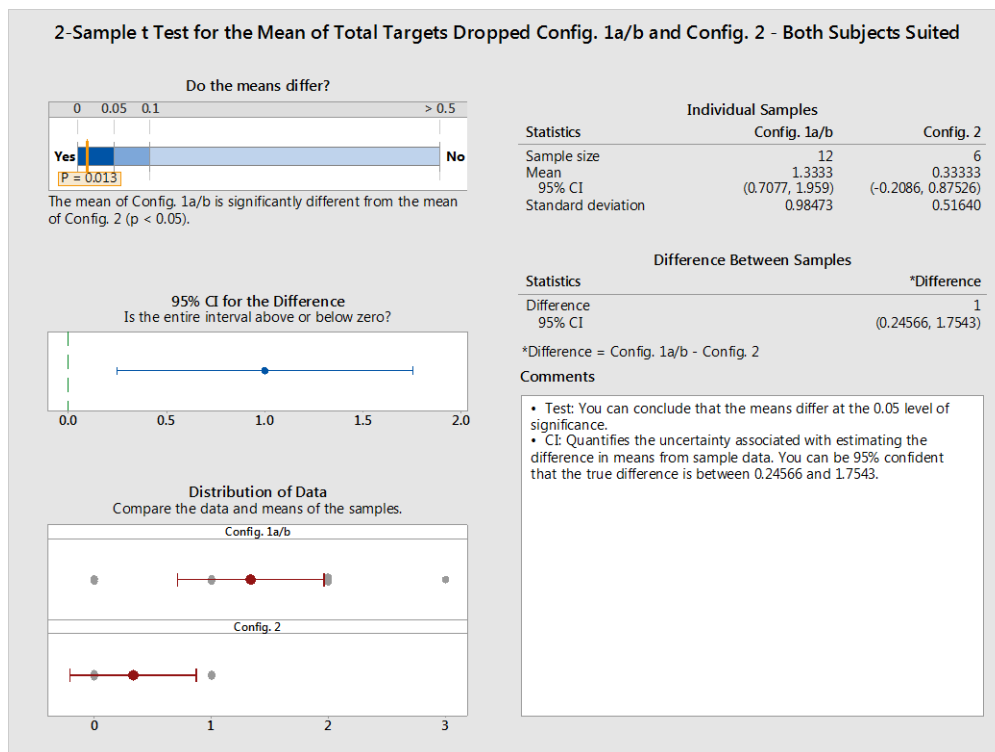 2-Sample t Test for the Mean of Total Targets Dropped Config. 1a/b and Config. 2 - Both Subjects Suited
Do the means differ?
0 0.05 0.1 > 0.5
Yes No
P = 0.013
The mean of Config. 1a/b is significantly different from the mean
of Config. 2 (p < 0.05).
95% CI for the Difference
Is the entire interval above or below zero?
0.0 0.5 1.0 1.5 2.0
Distribution of Data
Compare the data and means of the samples.
Config. 1a/b
Config. 2
0 1 2 3
Individual Samples
Statistics Config. 1a/b Config. 2
Sample size 12 6
Mean 1.3333 0.33333
95% CI (0.7077, 1.959) (-0.2086, 0.87526)
Standard deviation 0.98473 0.51640
Difference Between Samples
Statistics *Difference
Difference 1
95% CI (0.24566, 1.7543)
*Difference = Config. 1a/b - Config. 2
Comments
• Test: You can conclude that the means differ at the 0.05 level of
significance.
• CI: Quantifies the uncertainty associated with estimating the
difference in means from sample data. You can be 95% confident
that the true difference is between 0.24566 and 1.7543.